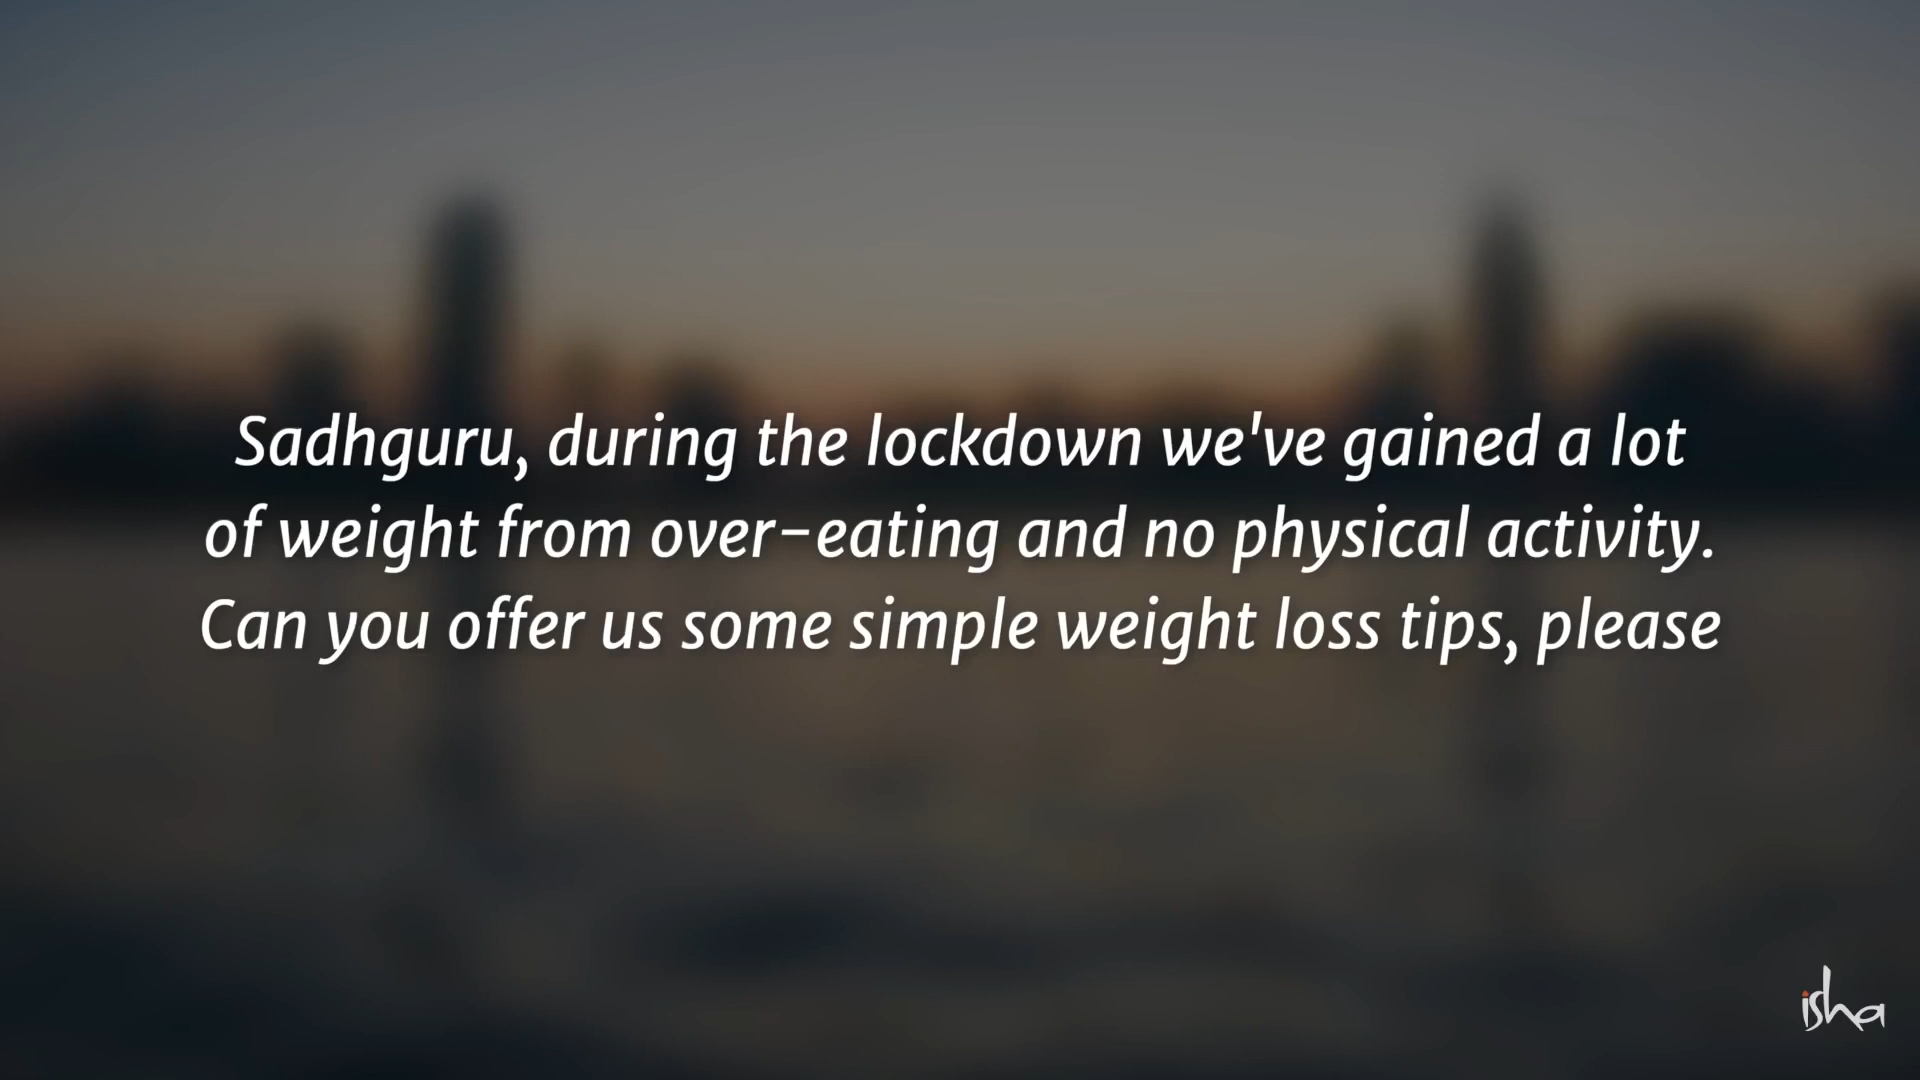 Sadhguru, during the lockdown we've gained a lot
of weight from over-eating and no physical activity.
Can you offer us some simple weight loss tips, please
isha